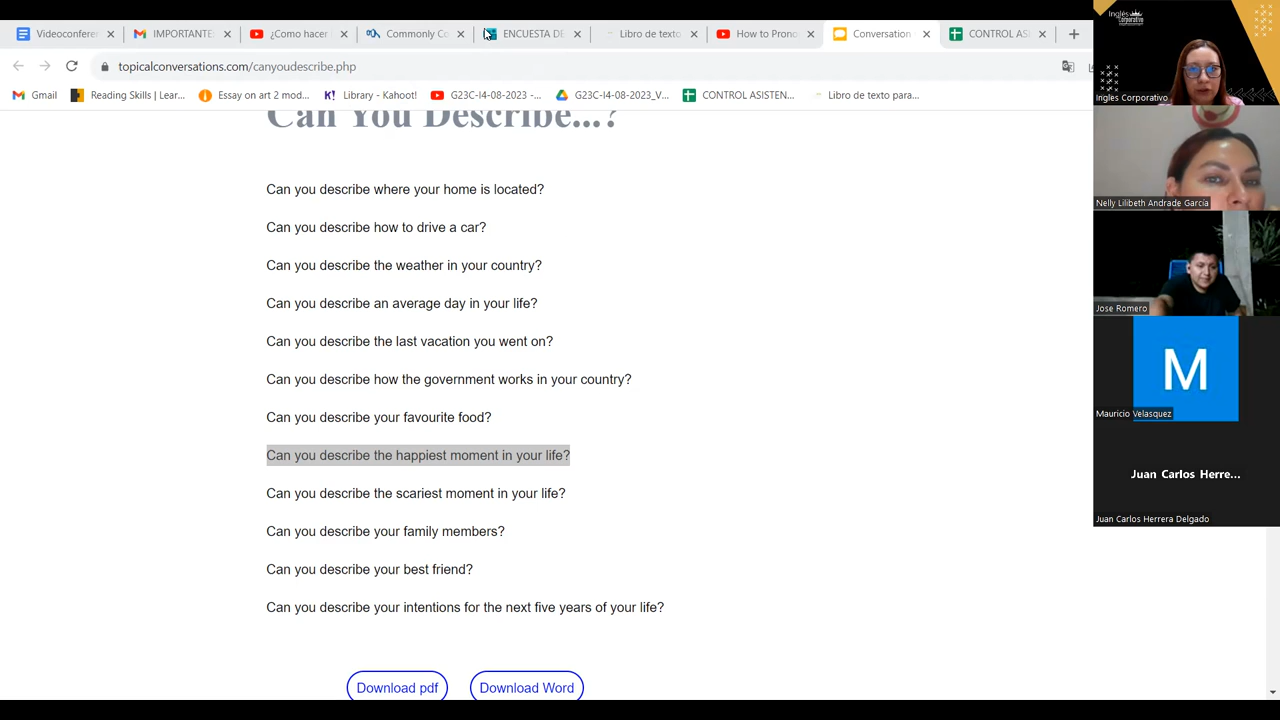 Videoconferen
IMPORTANTE
¿Como hacer
Commonly Co
ENCUESTA DE
Libro de texto
How to Prono
Conversation
CONTROL ASI
topicalconversations.com/canyoudescribe.php
Gmail
Reading Skills | Lear...
Essay on art 2 mod...
Library - Kahoot!
G23C-I4-08-2023 -...
G23C-I4-08-2023_V...
CONTROL ASISTEN...
Libro de texto para...
Can You Describe...?
Can you describe where your home is located?
Can you describe how to drive a car?
Can you describe the weather in your country?
Can you describe an average day in your life?
Can you describe the last vacation you went on?
Can you describe how the government works in your country?
Can you describe your favourite food?
Can you describe the happiest moment in your life?
Can you describe the scariest moment in your life?
Can you describe your family members?
Can you describe your best friend?
Can you describe your intentions for the next five years of your life?
Download pdf
Download Word
Inglés
Corporativo
Ingles Corporativo
Nelly Lilibeth Andrade García
Jose Romero
M
Mauricio Velasquez
Juan Carlos Herre...
Juan Carlos Herrera Delgado